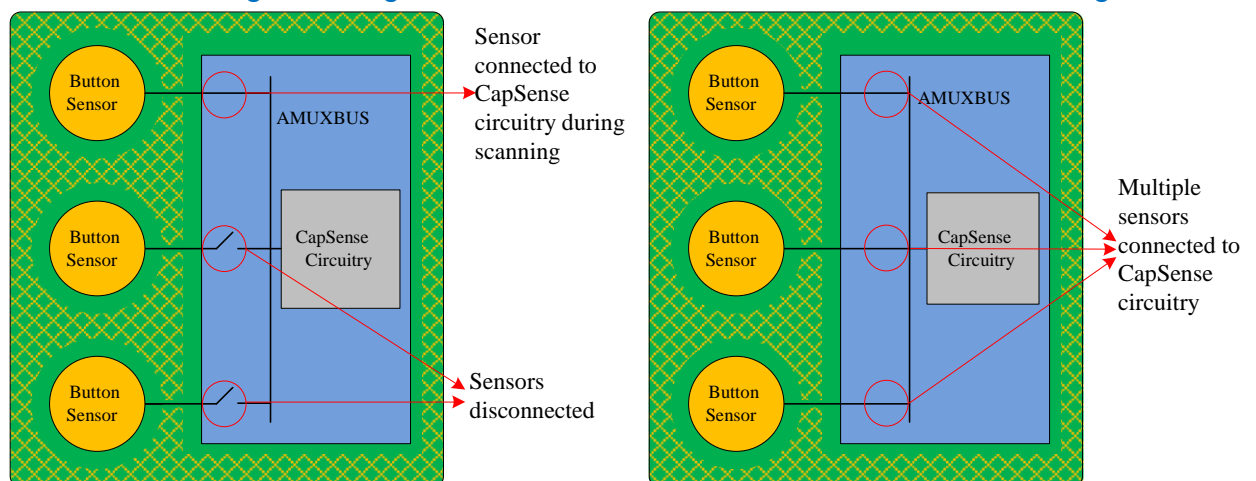 Button
Sensor
AMUXBUS
Sensor
connected to
CapSense
circuitry during
scanning
Button
Sensor
CapSense
Circuitry
Button
Sensor
Sensors
disconnected
Button
Sensor
AMUXBUS
Button
Sensor
CapSense
Circuitry
Multiple
sensors
connected to
CapSense
circuitry
Button
Sensor